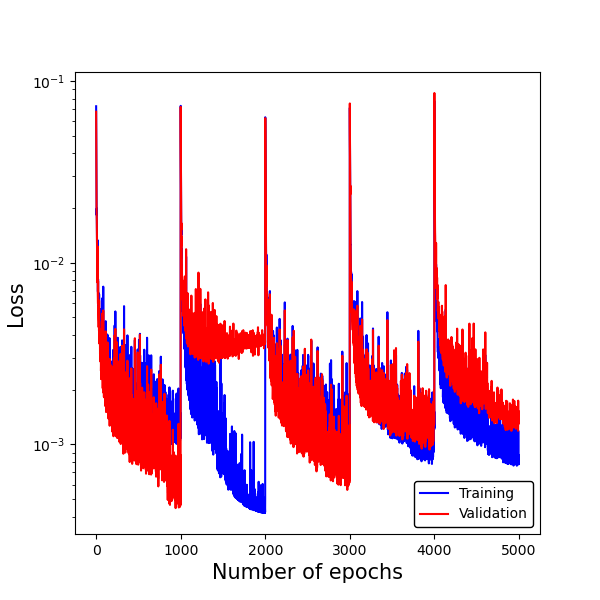 10⁻¹
10⁻²
10⁻³
Loss
0 1000 2000 3000 4000 5000
Number of epochs
Training
Validation